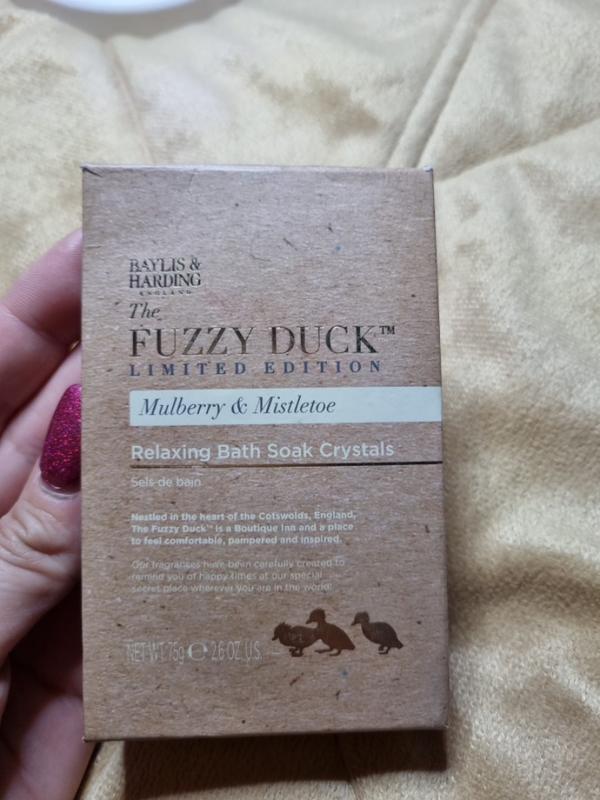 BAYLIS &
HARDING
ENGLAND
The
FUZZY DUCK™
LIMITED EDITION
Mulberry & Mistletoe
Relaxing Bath Soak Crystals
Sels de bain
Nestled in the heart of the Cotswolds, England,
The Fuzzy Duck™ is a Boutique Inn and a place
to feel comfortable, pampered and inspired.
Our fragrances have been carefully created to
remind you of happy times at our special
secret place wherever you are in the world!
NET WT 75g ℮ 2.6 OZ. U.S.